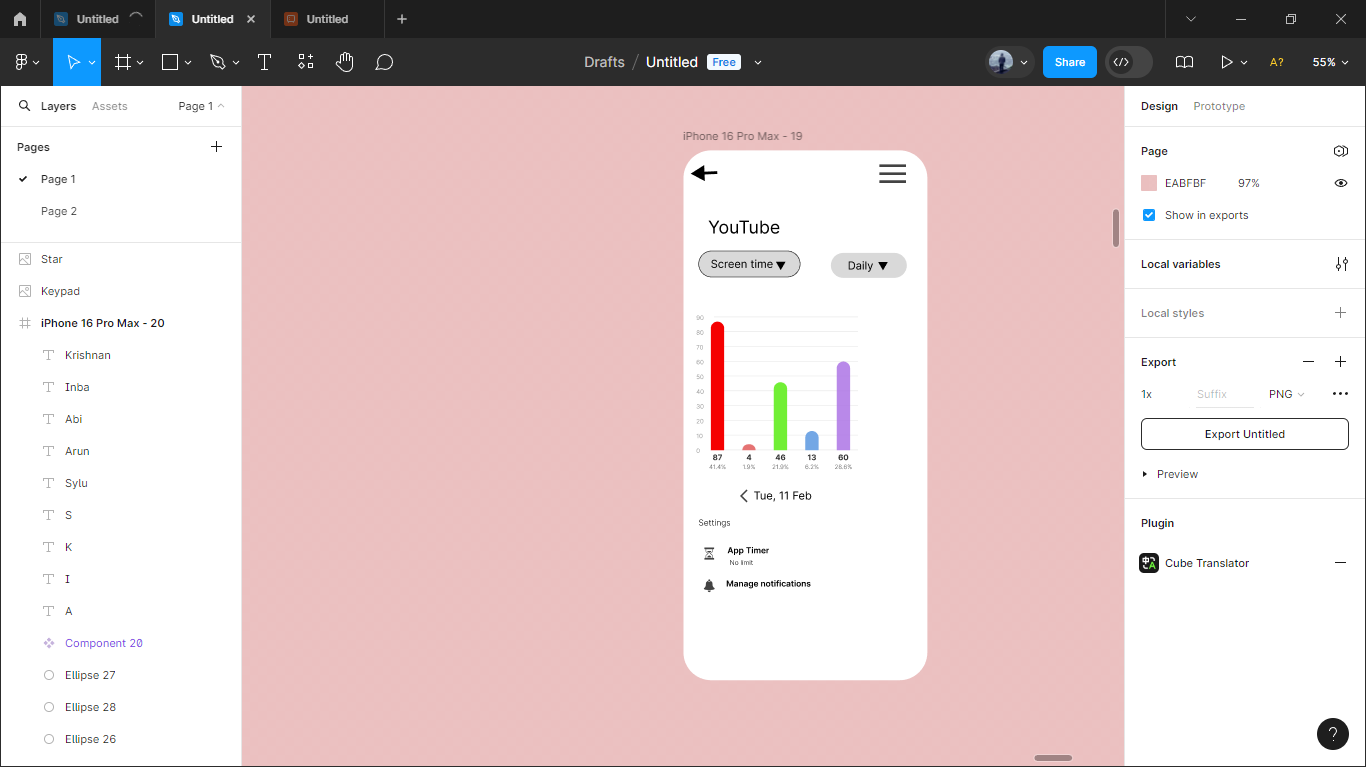 Untitled
Untitled
Untitled
Drafts / Untitled Free
Share
A?
55%
Layers Assets Page 1
Pages
Page 1
Page 2
Star
Keypad
iPhone 16 Pro Max - 20
Krishnan
Inba
Abi
Arun
Sylu
S
K
I
A
Component 20
Ellipse 27
Ellipse 28
Ellipse 26
iPhone 16 Pro Max - 19
YouTube
Screen time ▼
Daily ▼
90
80
70
60
50
40
30
20
10
0
87 4 46 13 60
41.4% 1.9% 21.9% 6.2% 28.6%
Tue, 11 Feb
Settings
App Timer
No limit
Manage notifications
Design Prototype
Page
EABFBF 97%
Show in exports
Local variables
Local styles
Export
1x Suffix PNG
Export Untitled
Preview
Plugin
Cube Translator
?